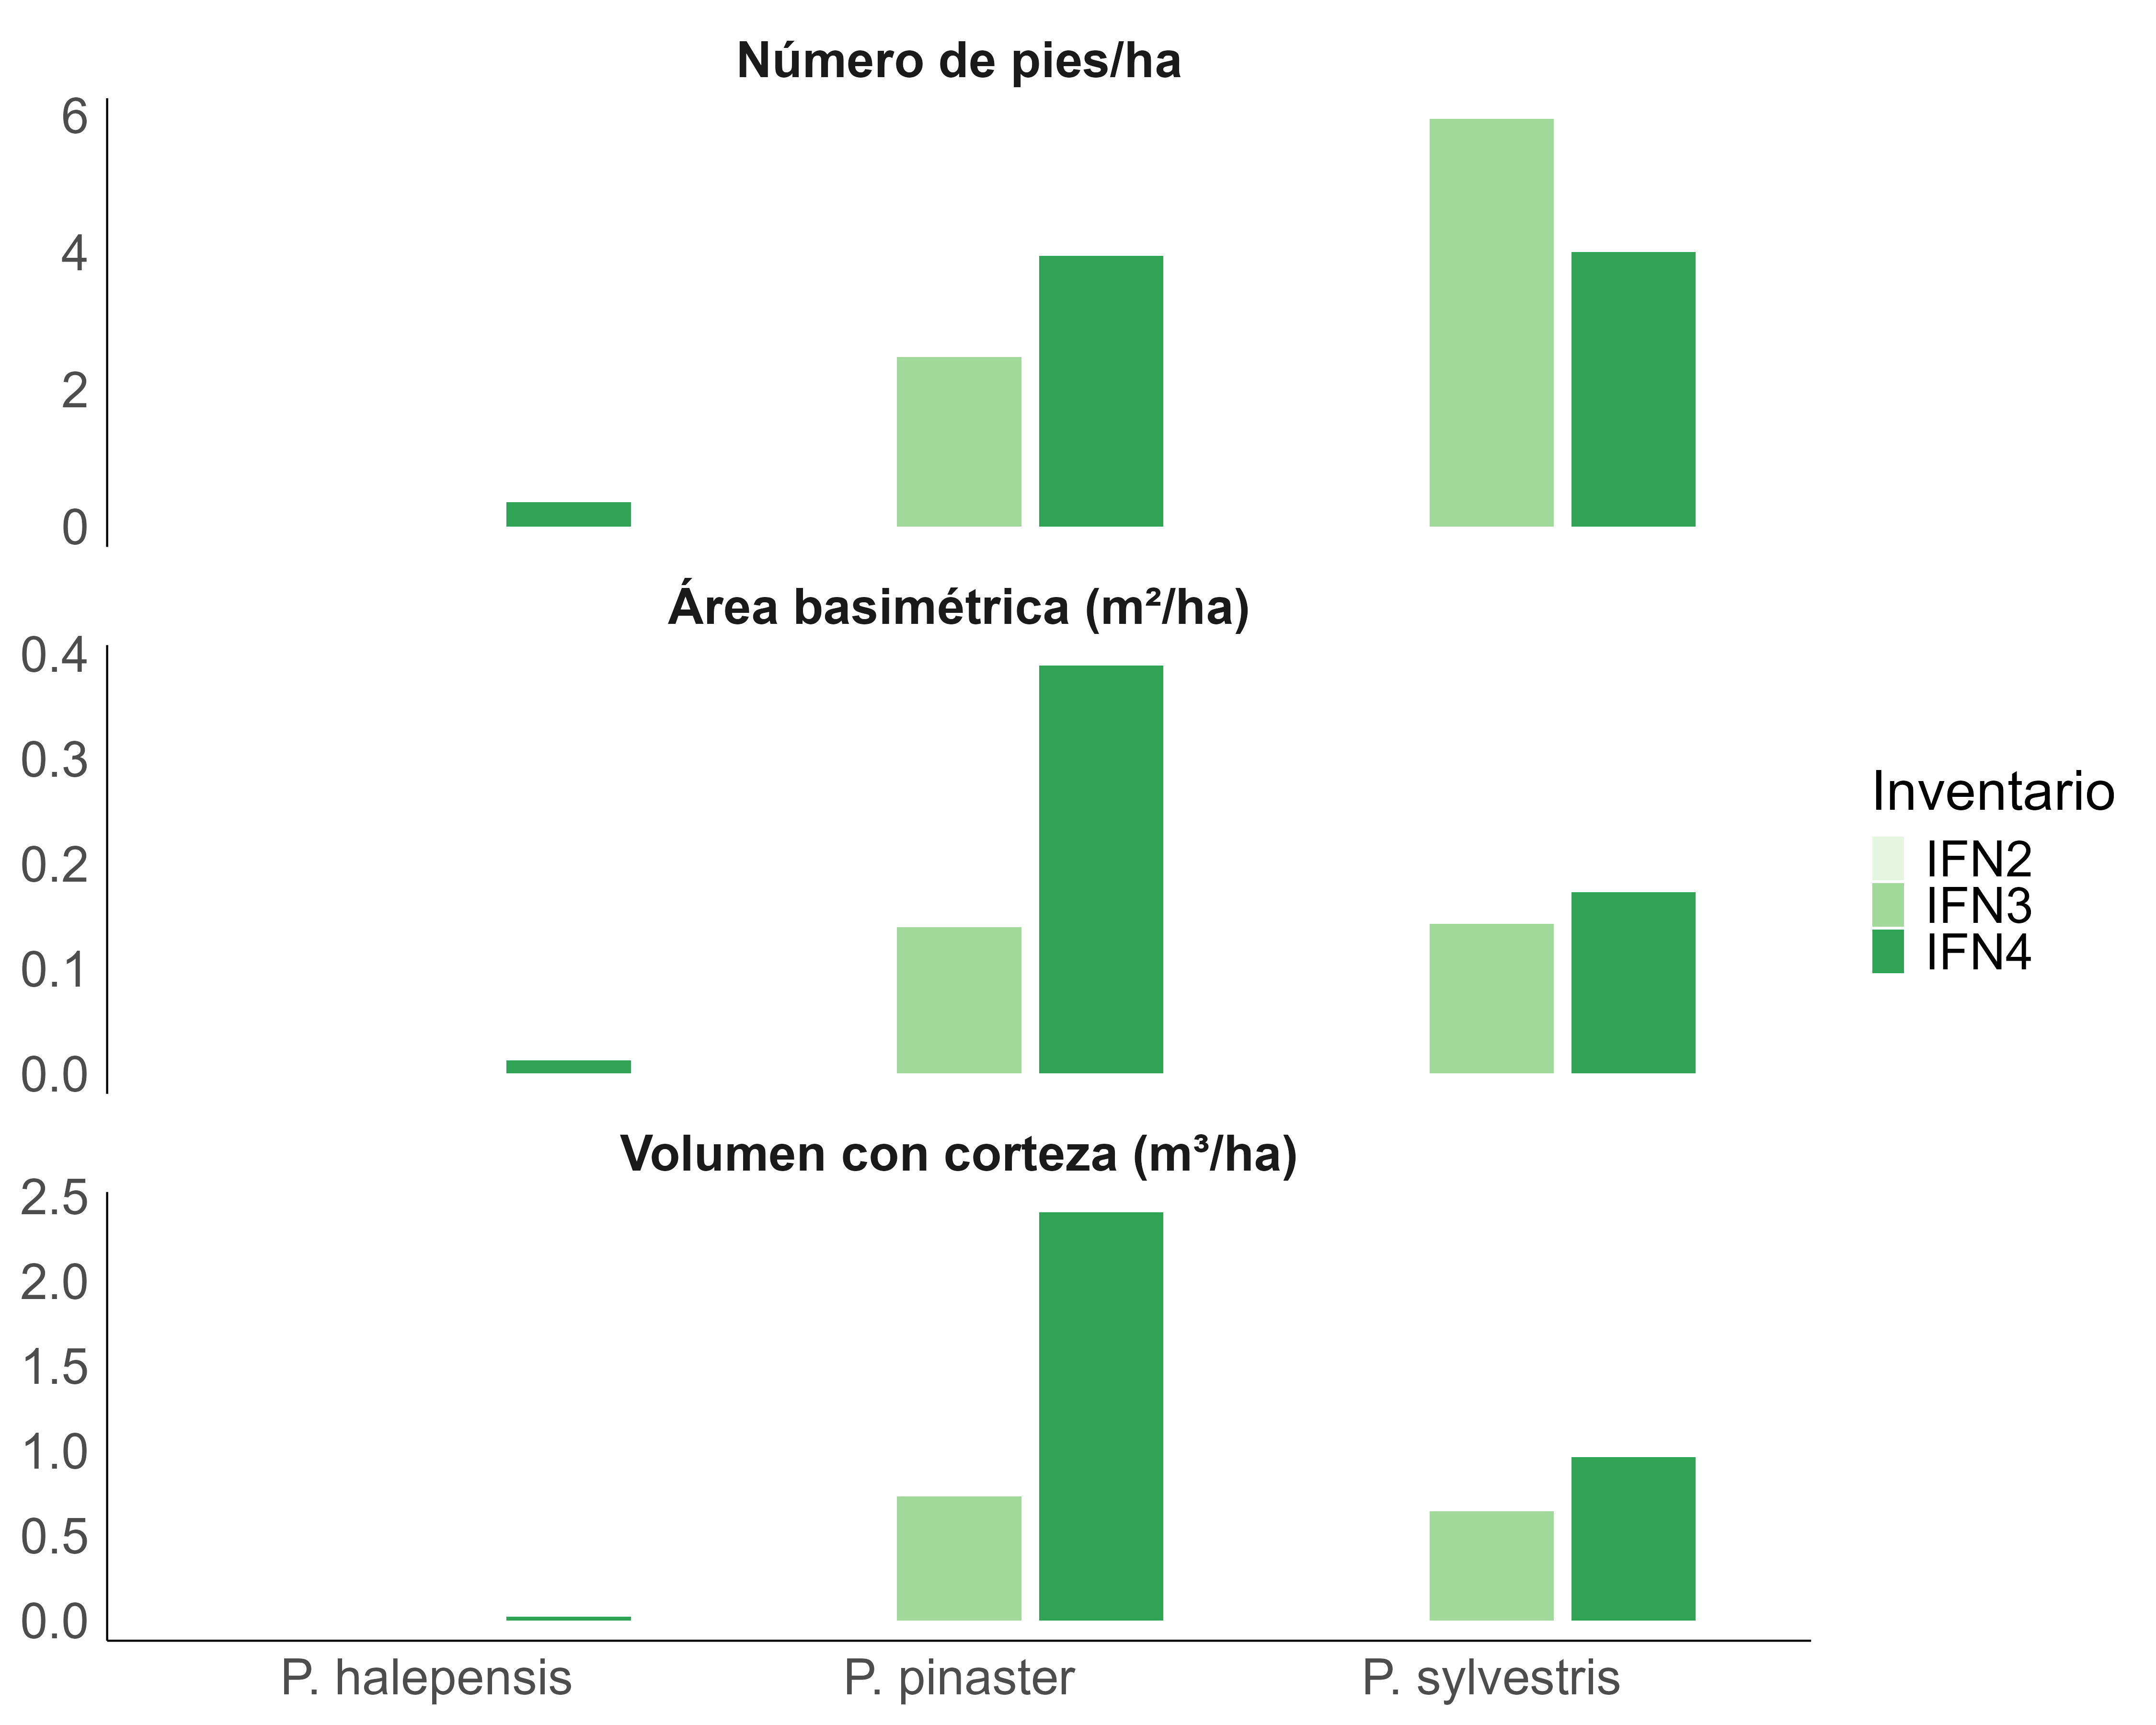 Número de pies/ha
6
4
2
0
Área basimétrica (m²/ha)
0.4
0.3
0.2
0.1
0.0
Volumen con corteza (m³/ha)
2.5
2.0
1.5
1.0
0.5
0.0
P. halepensis P. pinaster P. sylvestris
Inventario
IFN2
IFN3
IFN4